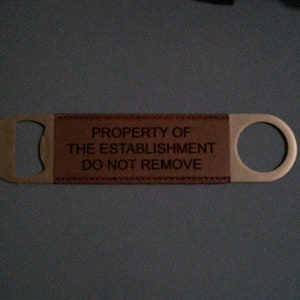 PROPERTY OF
THE ESTABLISHMENT
DO NOT REMOVE